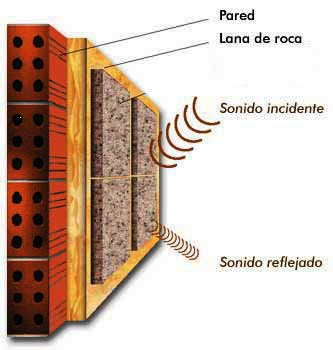 Pared
Lana de roca
Sonido incidente
Sonido reflejado